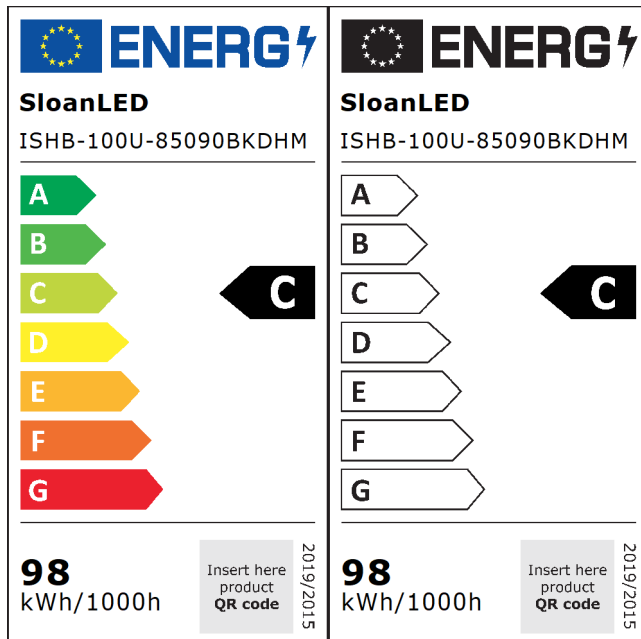 ENERG
SloanLED
ISHB-100U-85090BKDHM
A
B
C
C
D
E
F
G
98
kWh/1000h
Insert here
product
QR code
2019/2015
ENERG
SloanLED
ISHB-100U-85090BKDHM
A
B
C
C
D
E
F
G
98
kWh/1000h
Insert here
product
QR code
2019/2015